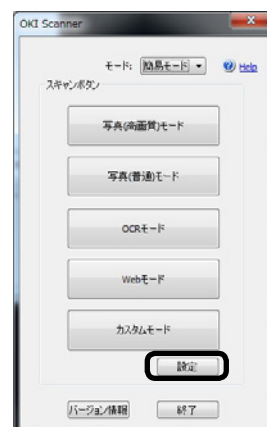 OKI Scanner
モード: 簡易モード Help
スキャンボタン
写真(高画質)モード
写真(普通)モード
OCRモード
Webモード
カスタムモード
設定
バージョン情報 終了